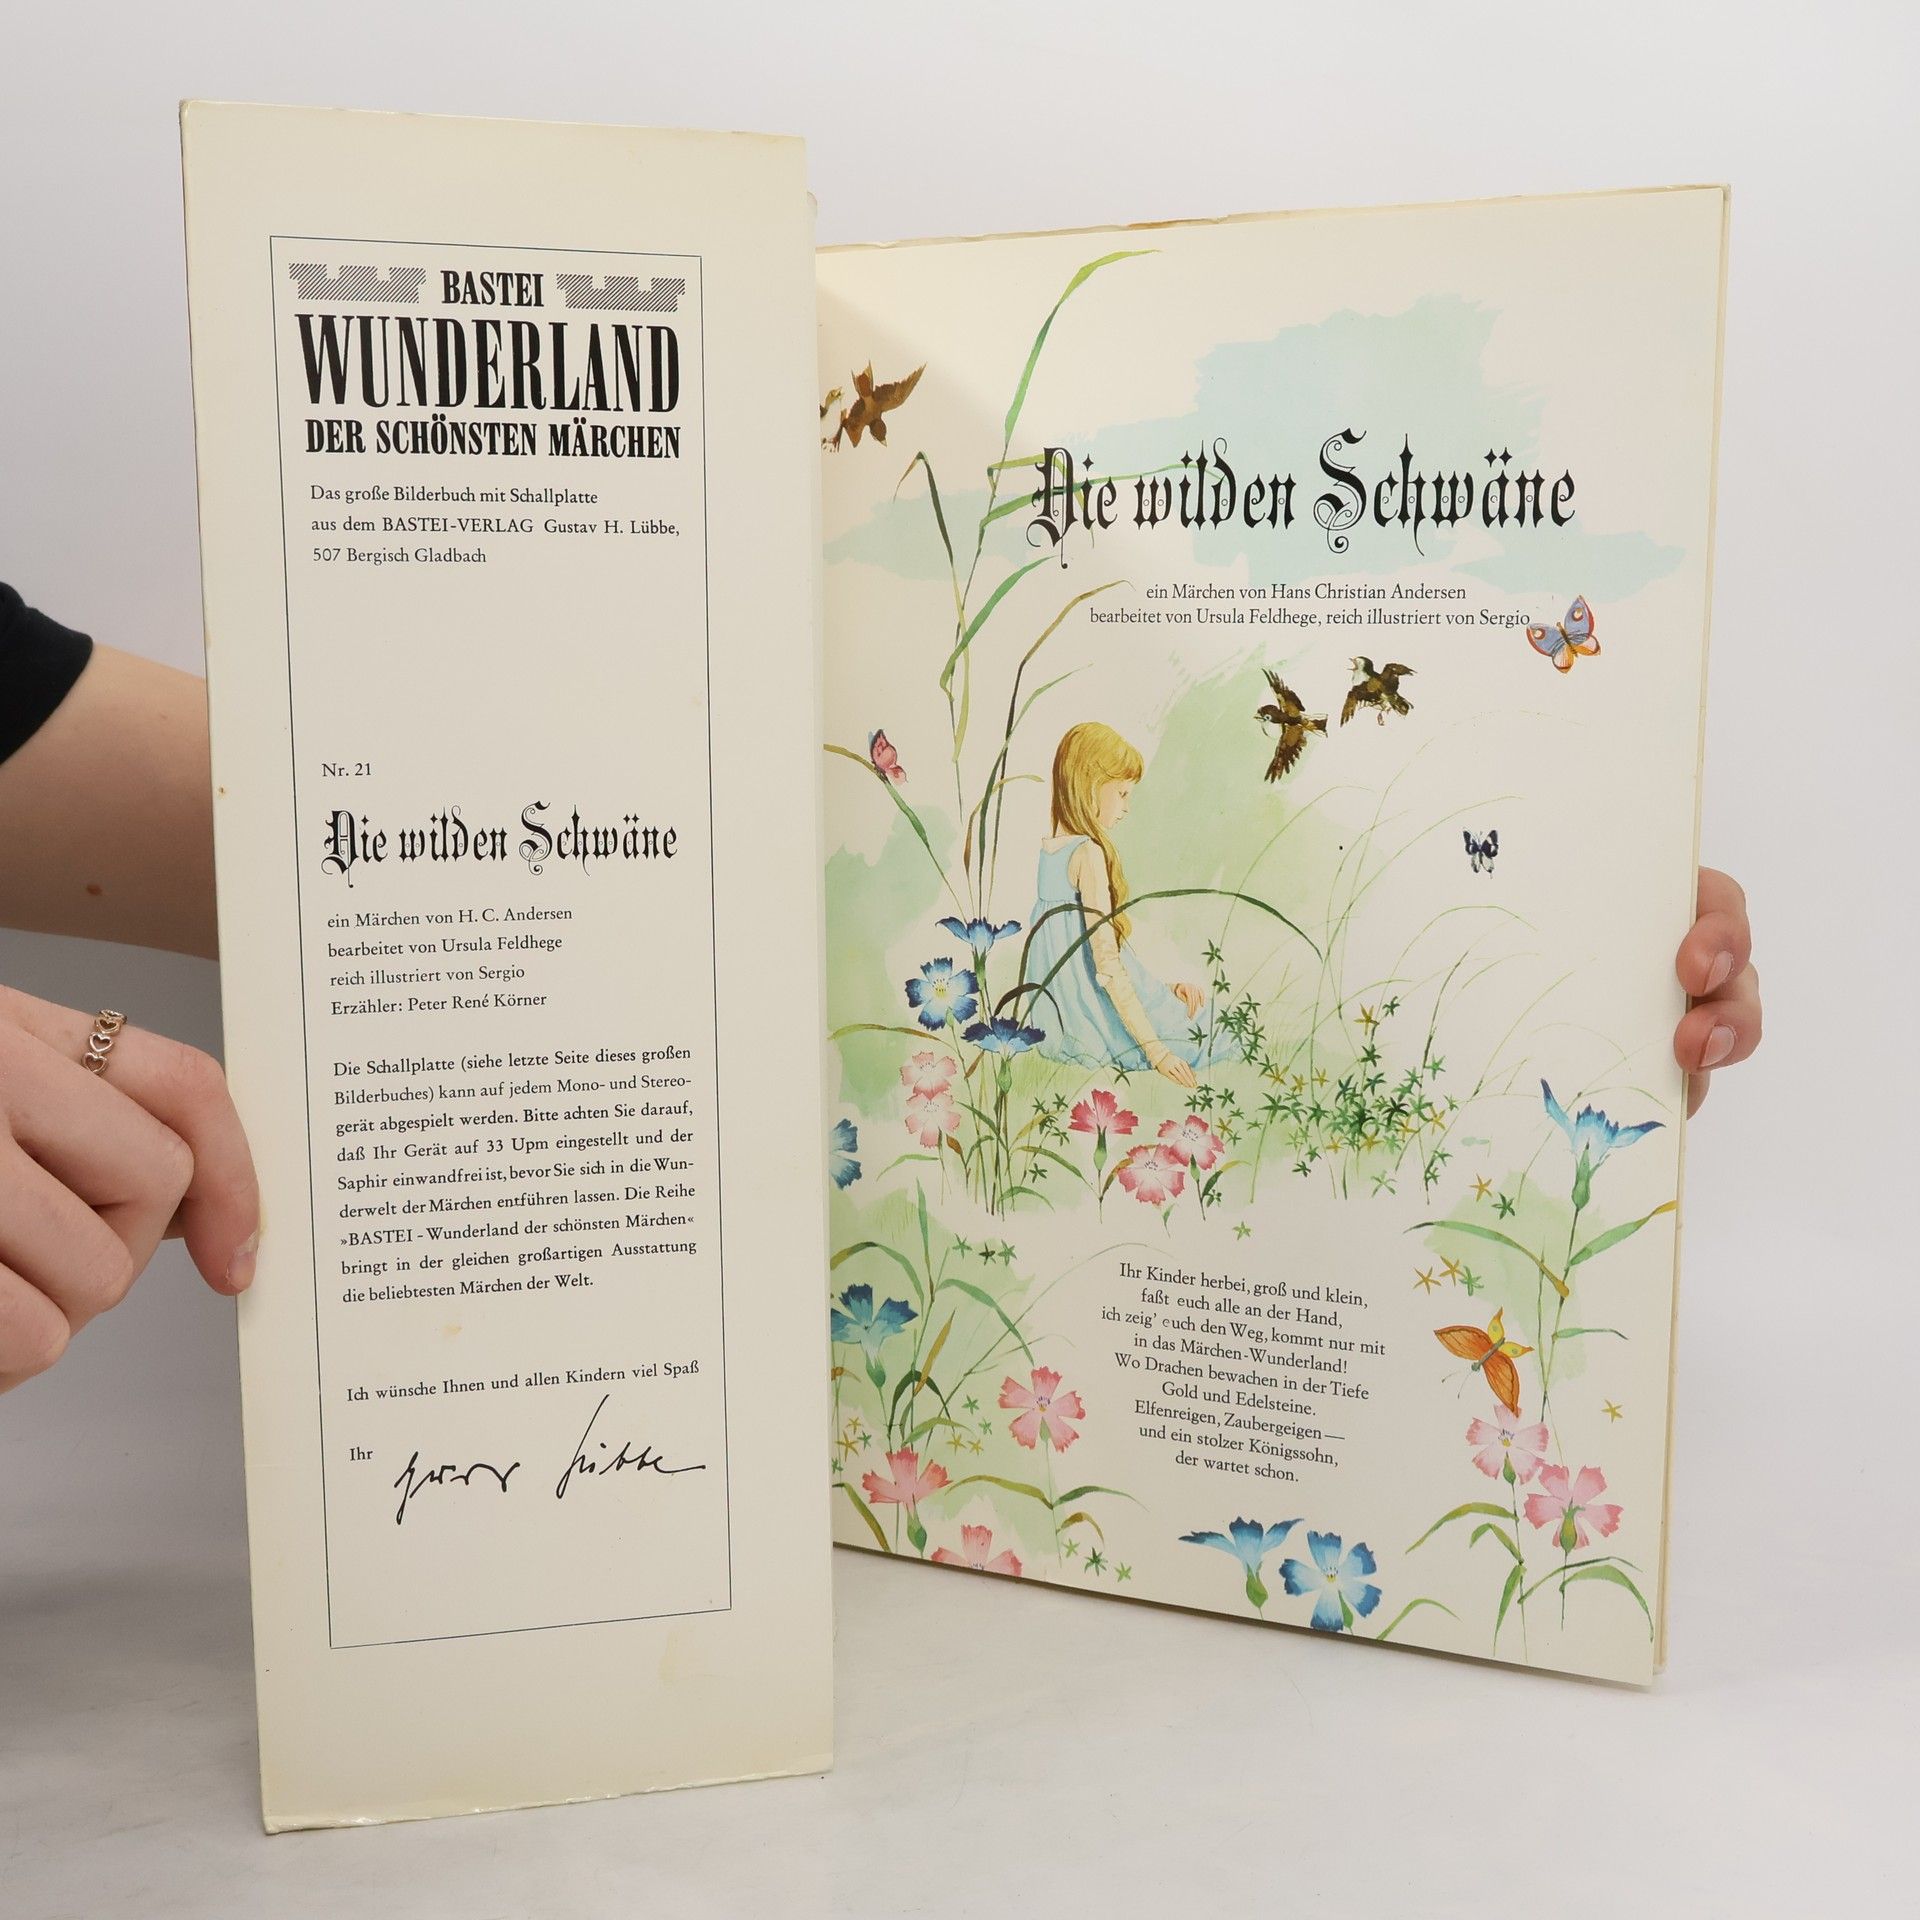 BASTEI
WUNDERLAND
DER SCHÖNSTEN MÄRCHEN
Das große Bilderbuch mit Schallplatte
aus dem BASTEI-VERLAG Gustav H. Lübbe,
507 Bergisch Gladbach
Nr. 21
Die wilden Schwäne
ein Märchen von H. C. Andersen
bearbeitet von Ursula Feldhege
reich illustriert von Sergio
Erzähler: Peter René Körner
Die Schallplatte (siehe letzte Seite dieses großen
Bilderbuches) kann auf jedem Mono- und Stereo-
gerät abgespielt werden. Bitte achten Sie darauf,
daß Ihr Gerät auf 33 Upm eingestellt und der
Saphir einwandfrei ist, bevor Sie sich in die Wun-
derwelt der Märchen entführen lassen. Die Reihe
»BASTEI - Wunderland der schönsten Märchen«
bringt in der gleichen großartigen Ausstattung
die beliebtesten Märchen der Welt.
Ich wünsche Ihnen und allen Kindern viel Spaß
Ihr
Die wilden Schwäne
ein Märchen von Hans Christian Andersen
bearbeitet von Ursula Feldhege, reich illustriert von Sergio
Ihr Kinder herbei, groß und klein,
faßt euch alle an der Hand,
ich zeig' euch den Weg, kommt nur mit
in das Märchen-Wunderland!
Wo Drachen bewachen in der Tiefe
Gold und Edelsteine.
Elfenreigen, Zaubergeigen —
und ein stolzer Königssohn,
der wartet schon.